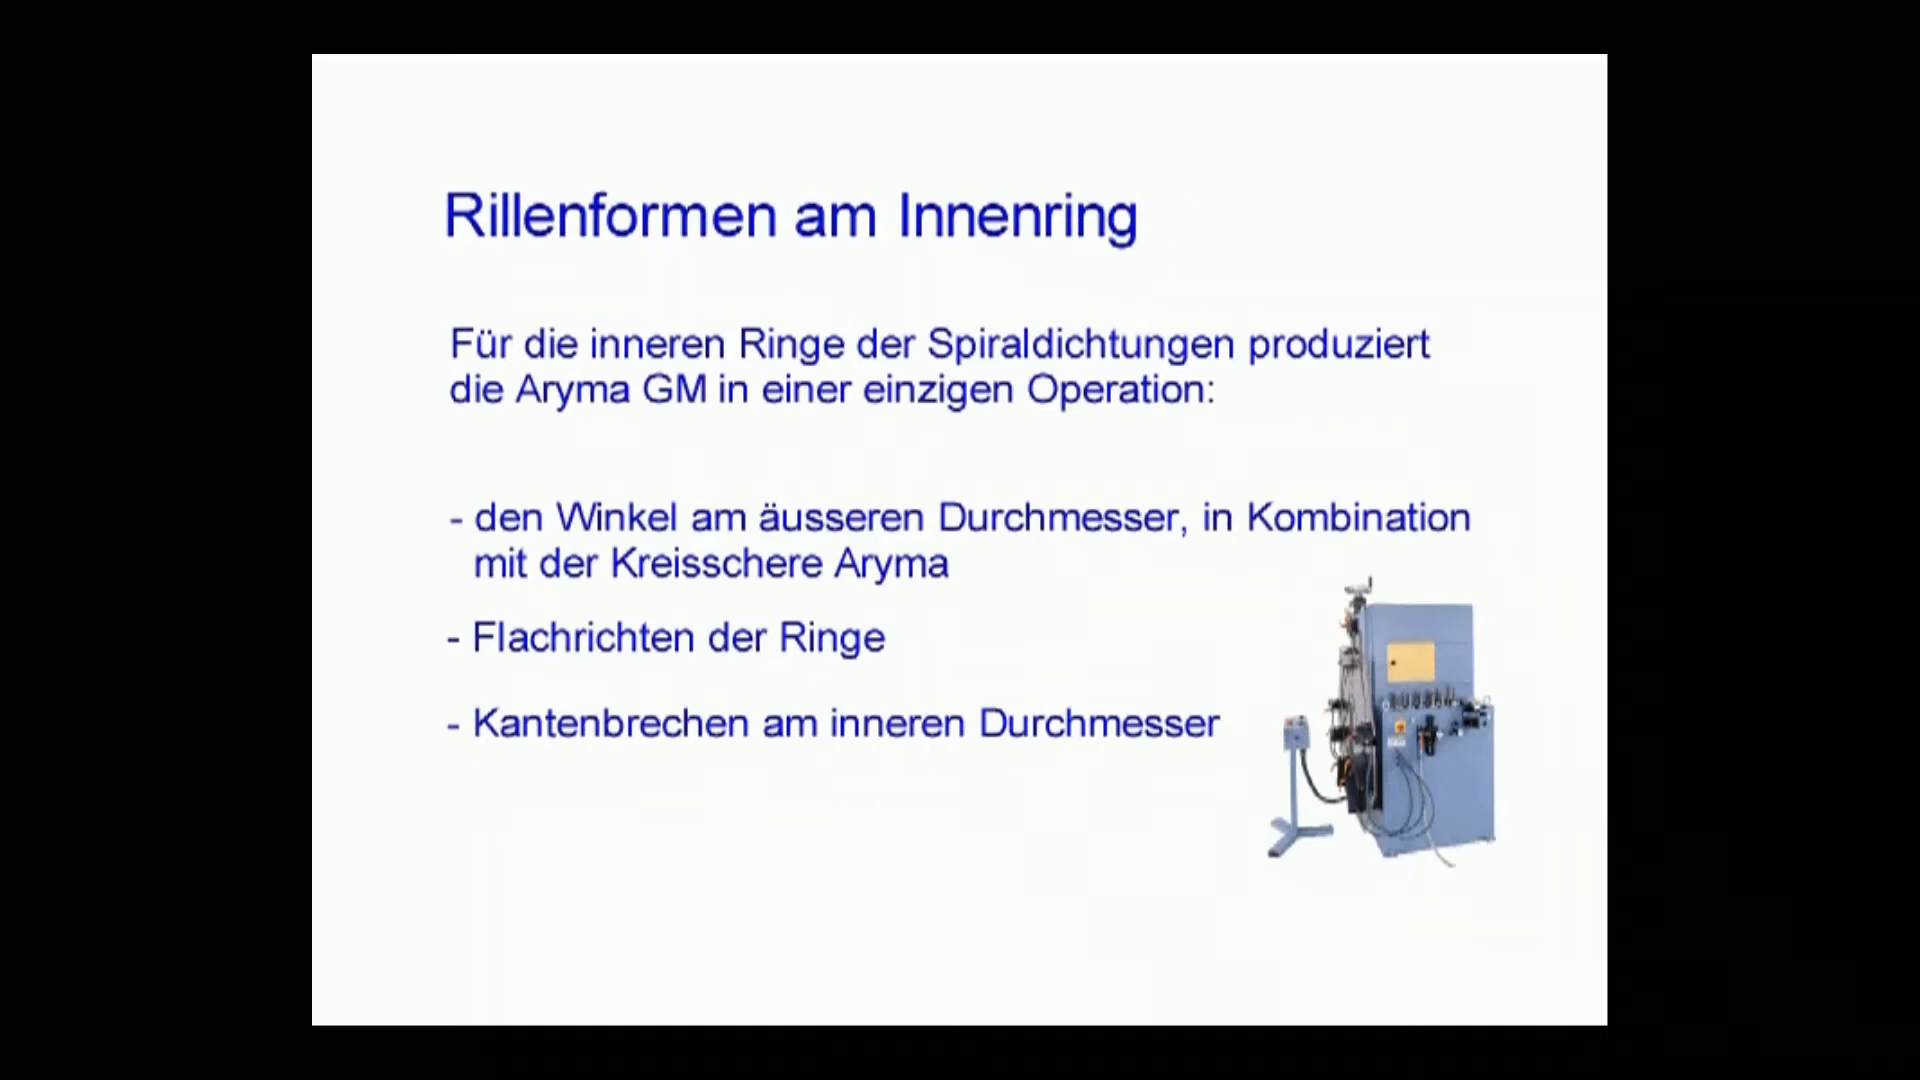 Rillenformen am Innenring
Für die inneren Ringe der Spiraldichtungen produziert
die Aryma GM in einer einzigen Operation:
- den Winkel am äusseren Durchmesser, in Kombination
mit der Kreisschere Aryma
- Flachrichten der Ringe
- Kantenbrechen am inneren Durchmesser